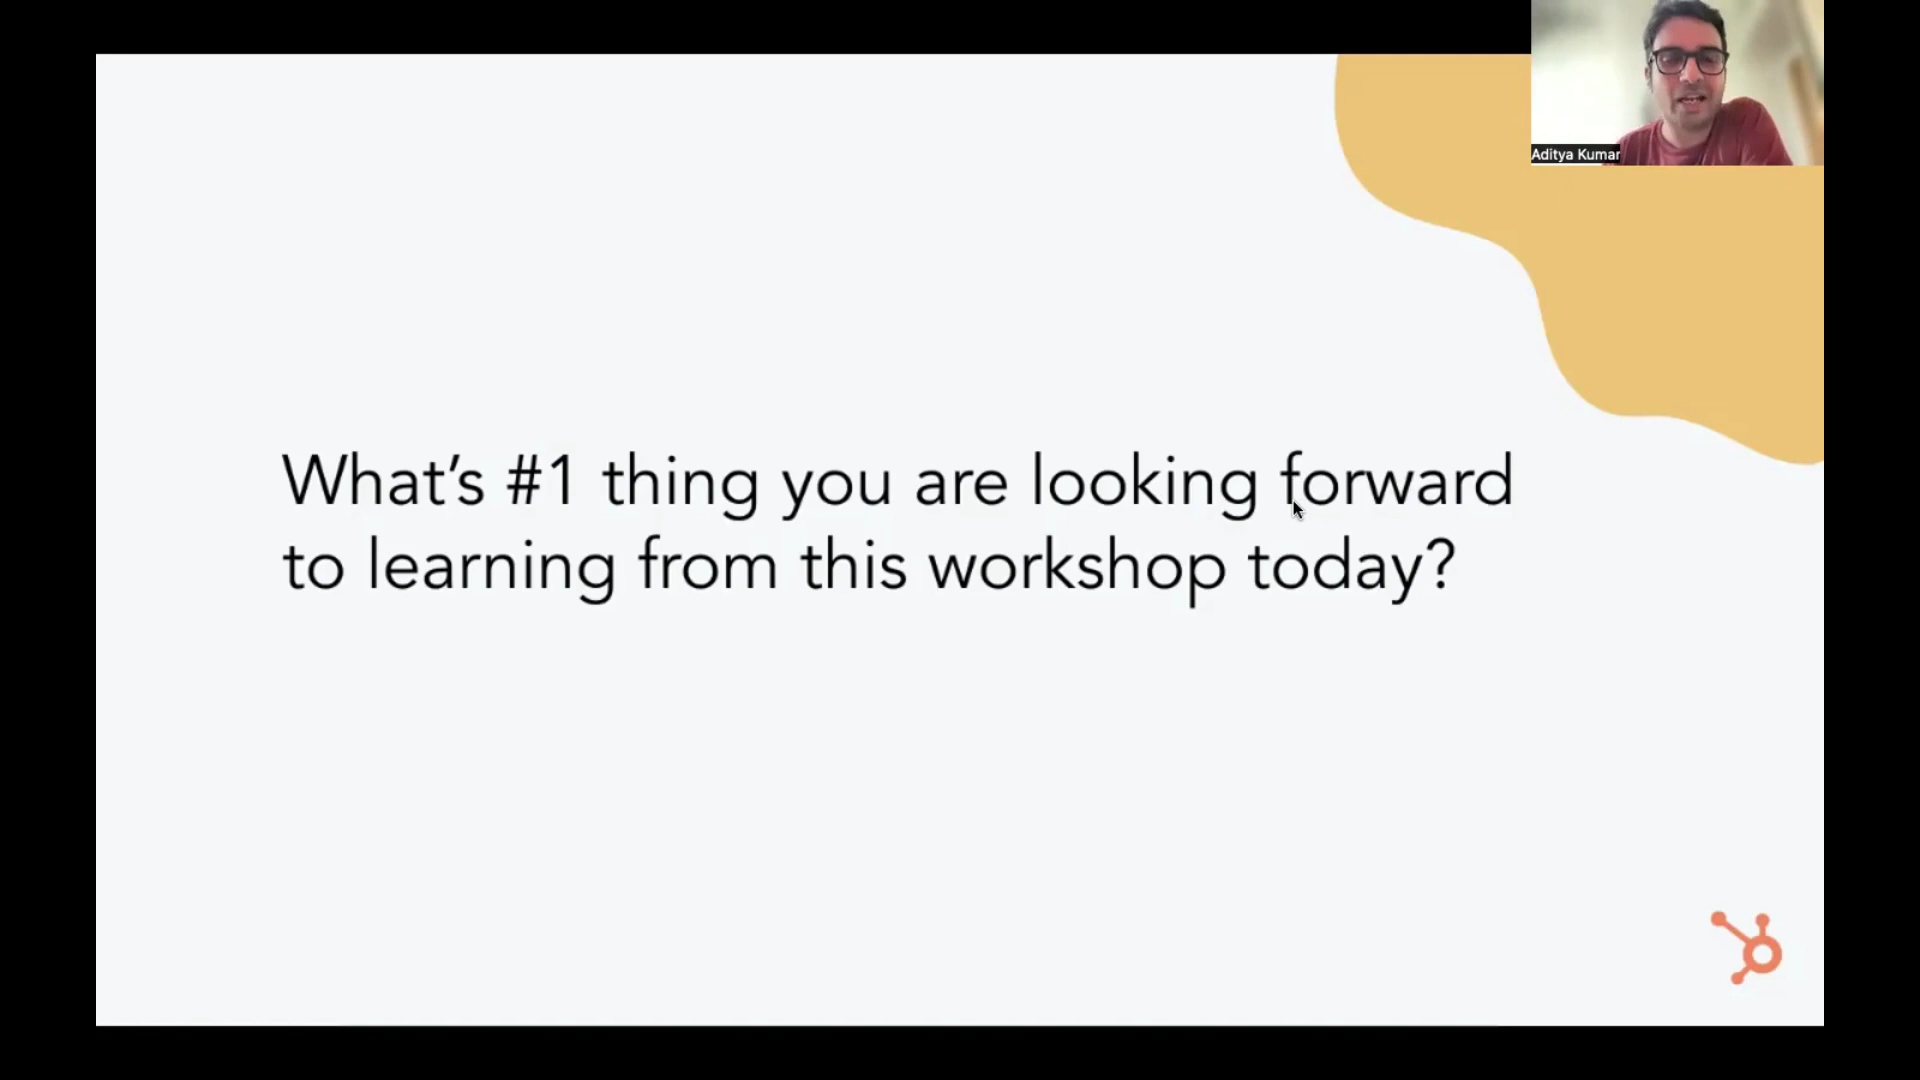 Aditya Kumar
What's #1 thing you are looking forward
to learning from this workshop today?